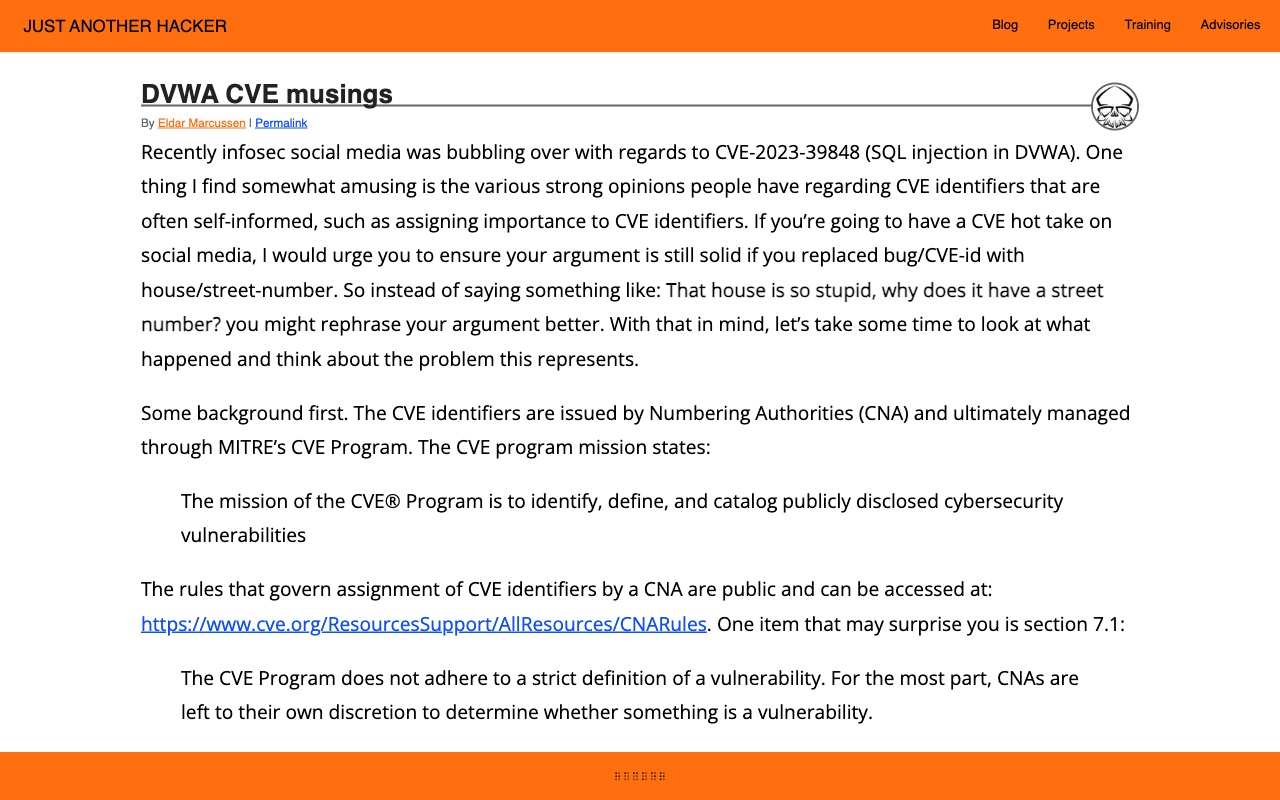 JUST ANOTHER HACKER
Blog Projects Training Advisories
DVWA CVE musings
By Eldar Marcussen | Permalink
Recently infosec social media was bubbling over with regards to CVE-2023-39848 (SQL injection in DVWA). One
thing I find somewhat amusing is the various strong opinions people have regarding CVE identifiers that are
often self-informed, such as assigning importance to CVE identifiers. If you’re going to have a CVE hot take on
social media, I would urge you to ensure your argument is still solid if you replaced bug/CVE-id with
house/street-number. So instead of saying something like: That house is so stupid, why does it have a street
number? you might rephrase your argument better. With that in mind, let’s take some time to look at what
happened and think about the problem this represents.
Some background first. The CVE identifiers are issued by Numbering Authorities (CNA) and ultimately managed
through MITRE’s CVE Program. The CVE program mission states:
The mission of the CVE® Program is to identify, define, and catalog publicly disclosed cybersecurity
vulnerabilities
The rules that govern assignment of CVE identifiers by a CNA are public and can be accessed at:
https://www.cve.org/ResourcesSupport/AllResources/CNARules. One item that may surprise you is section 7.1:
The CVE Program does not adhere to a strict definition of a vulnerability. For the most part, CNAs are
left to their own discretion to determine whether something is a vulnerability.